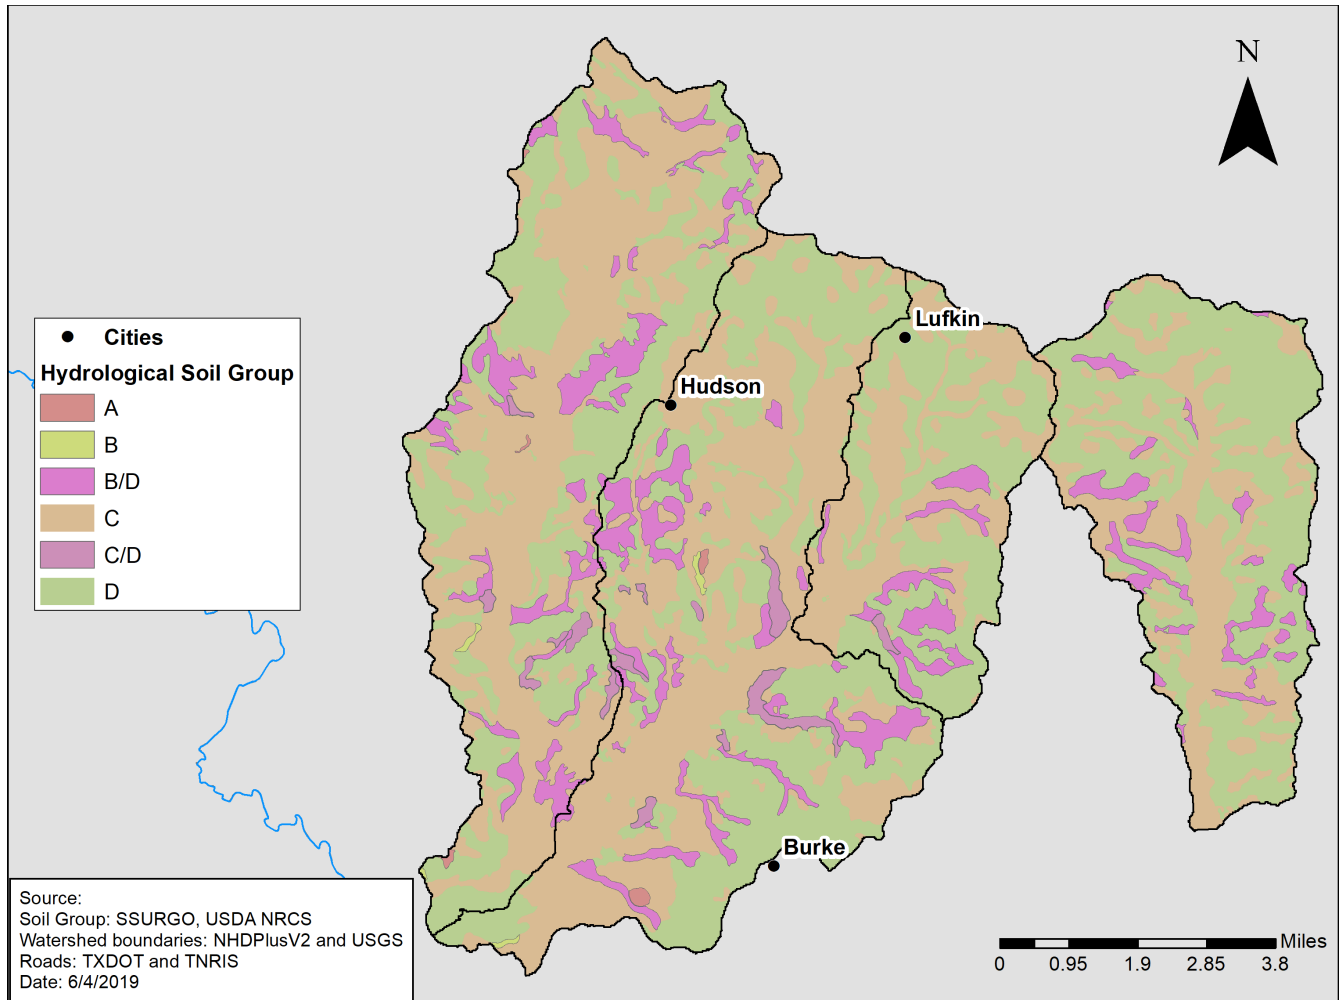 N
Lufkin
Hudson
Burke
Cities
Hydrological Soil Group
A
B
B/D
C
C/D
D
Source:
Soil Group: SSURGO, USDA NRCS
Watershed boundaries: NHDPlusV2 and USGS
Roads: TXDOT and TNRIS
Date: 6/4/2019
Miles
0 0.95 1.9 2.85 3.8